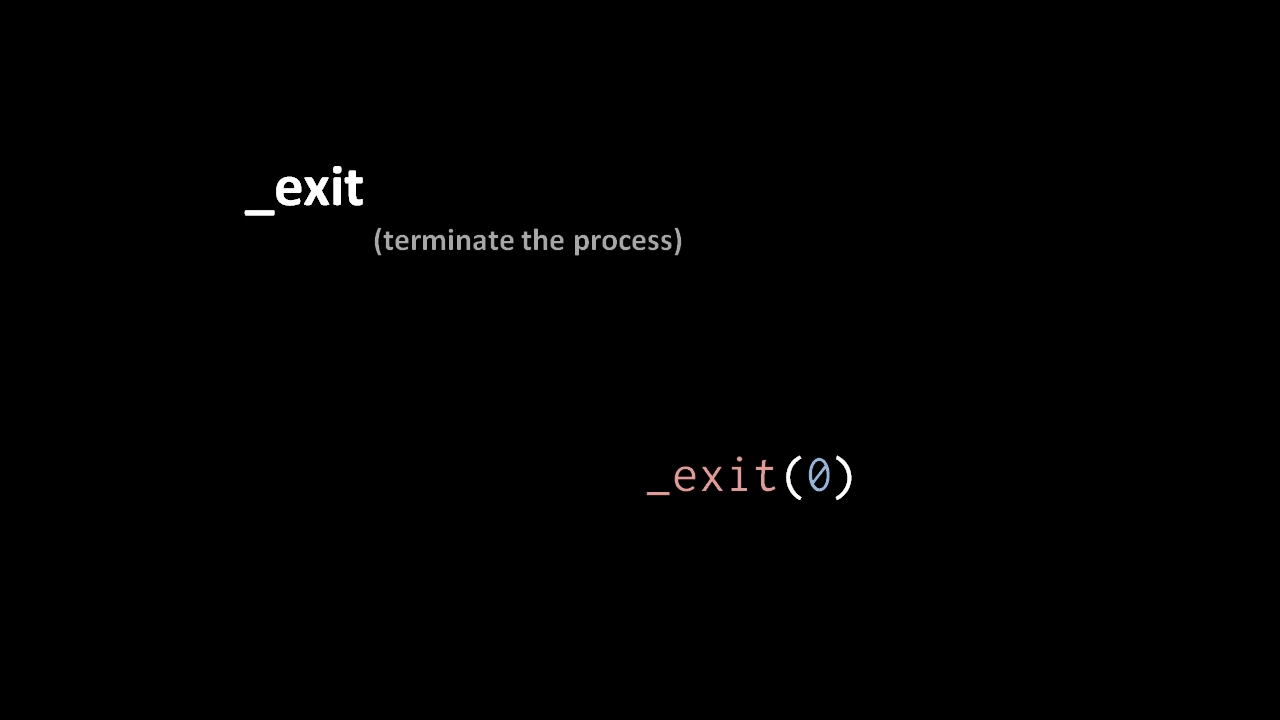 _exit
(terminate the process)
_exit(0)